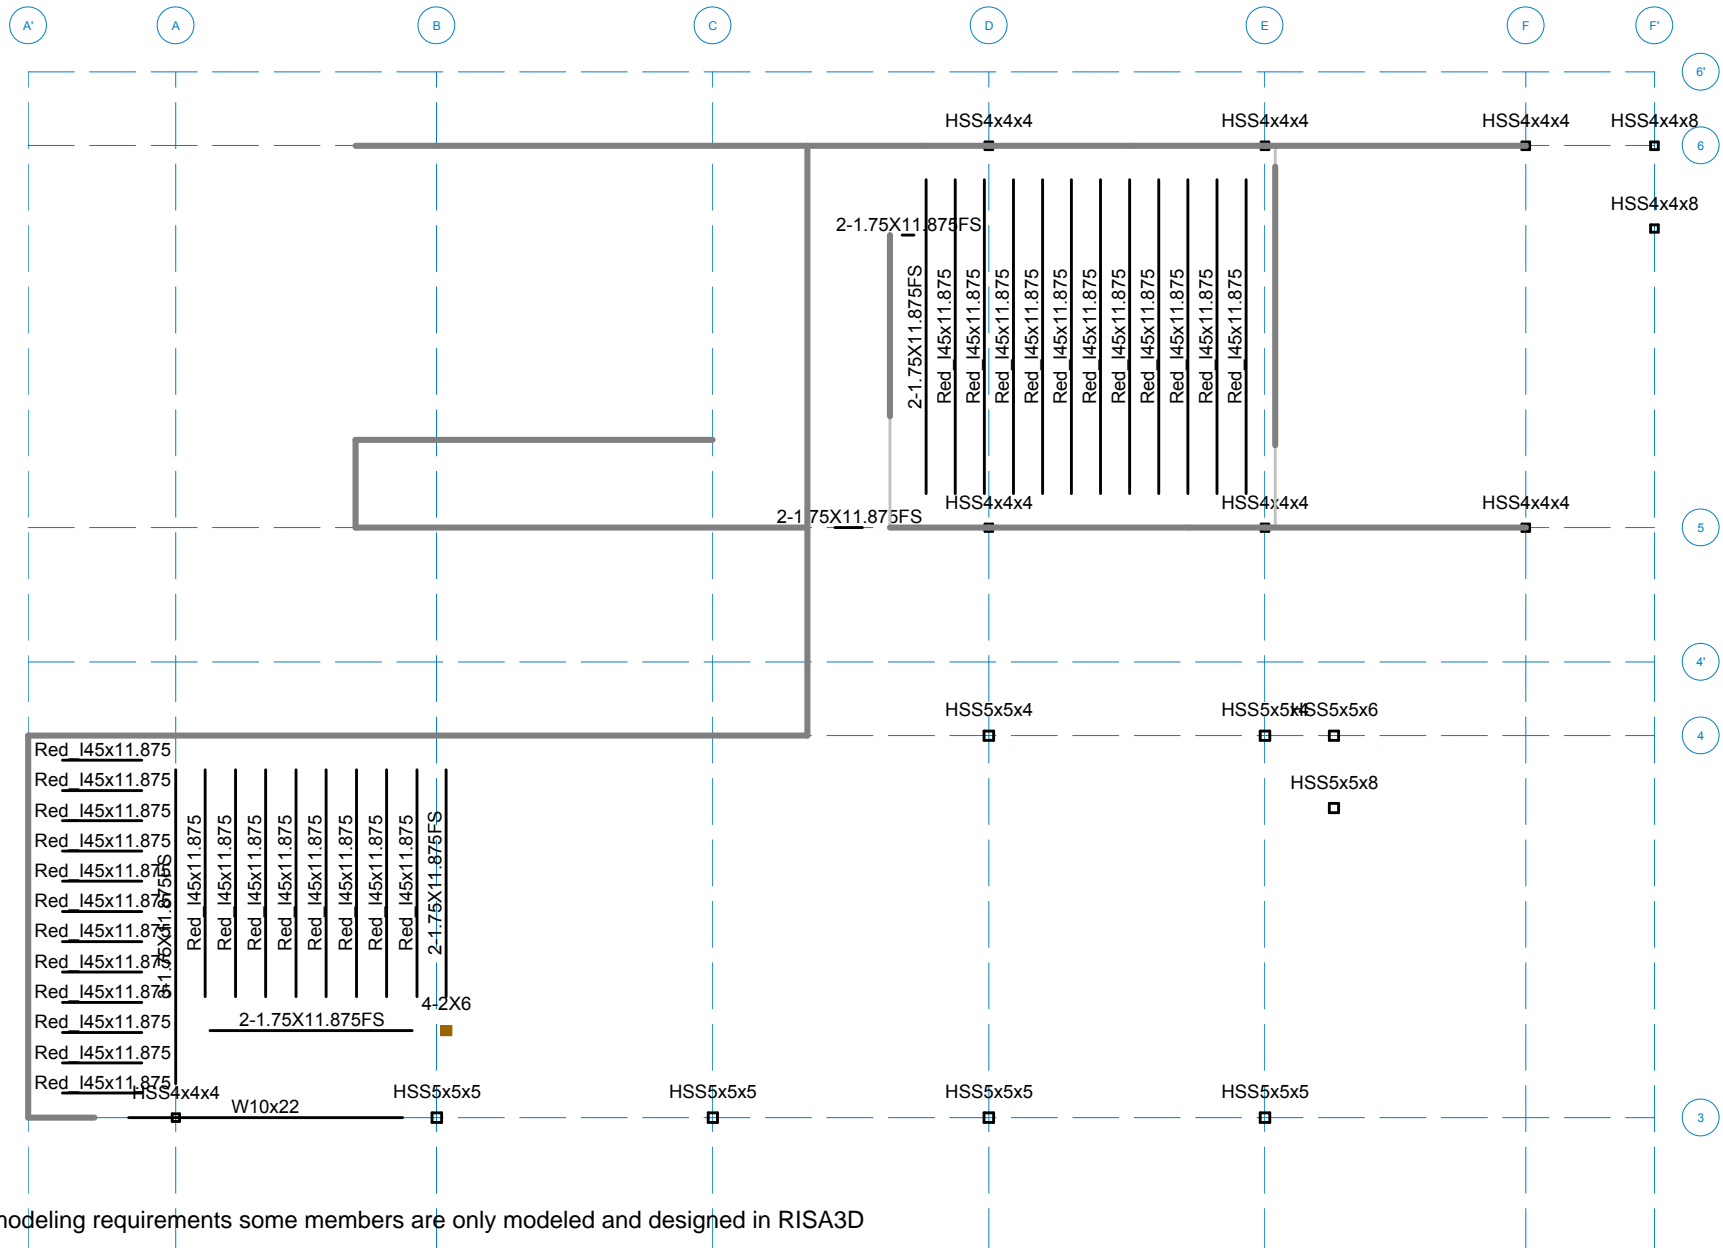 A'
A
B
C
D
E
F
F'
6'
HSS4x4x4
HSS4x4x4
HSS4x4x4
HSS4x4x8
6
HSS4x4x8
2-1.75X11.875FS
2-1.75X11.875FS
Red_I45x11.875
Red_I45x11.875
Red_I45x11.875
Red_I45x11.875
Red_I45x11.875
Red_I45x11.875
Red_I45x11.875
Red_I45x11.875
Red_I45x11.875
Red_I45x11.875
Red_I45x11.875
HSS4x4x4
HSS4x4x4
HSS4x4x4
2-1.75X11.875FS
5
4'
HSS5x5x4
HSS5x5x4
HSS5x5x6
4
HSS5x5x8
Red_I45x11.875
Red_I45x11.875
Red_I45x11.875
Red_I45x11.875
Red_I45x11.875
Red_I45x11.875
Red_I45x11.875
Red_I45x11.875
Red_I45x11.875
Red_I45x11.875
Red_I45x11.875
Red_I45x11.875
2-1.75X11.875FS
Red_I45x11.875
Red_I45x11.875
Red_I45x11.875
Red_I45x11.875
Red_I45x11.875
Red_I45x11.875
Red_I45x11.875
Red_I45x11.875
2-1.75X11.875FS
4-2X6
2-1.75X11.875FS
HSS4x4x4
W10x22
HSS5x5x5
HSS5x5x5
HSS5x5x5
HSS5x5x5
3
modeling requirements some members are only modeled and designed in RISA3D